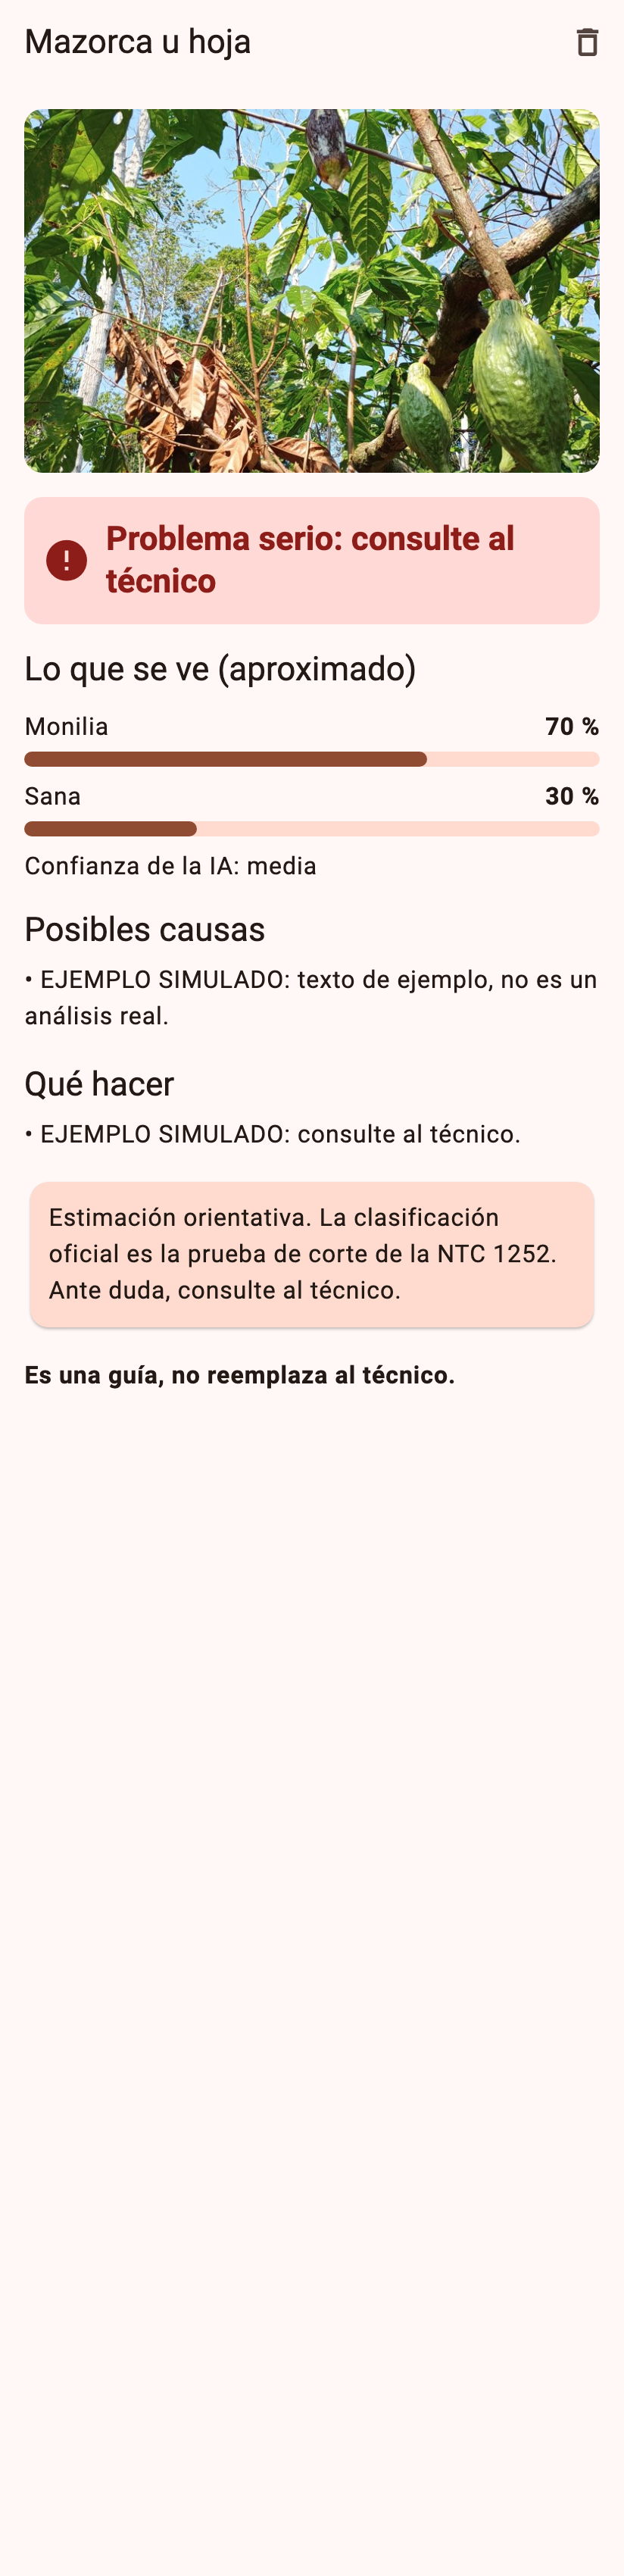 Mazorca u hoja
Problema serio: consulte al
técnico
Lo que se ve (aproximado)
Monilia 70 %
Sana 30 %
Confianza de la IA: media
Posibles causas
• EJEMPLO SIMULADO: texto de ejemplo, no es un
análisis real.
Qué hacer
• EJEMPLO SIMULADO: consulte al técnico.
Estimación orientativa. La clasificación
oficial es la prueba de corte de la NTC 1252.
Ante duda, consulte al técnico.
Es una guía, no reemplaza al técnico.